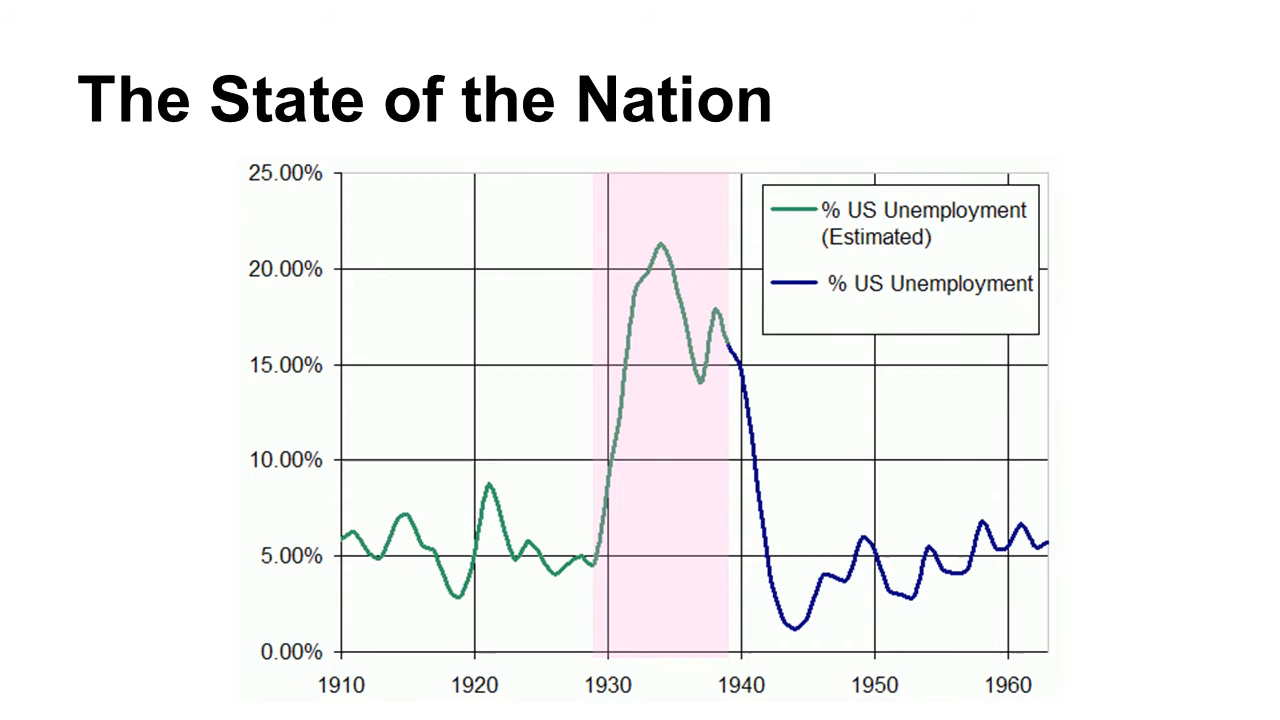 The State of the Nation
25.00%
20.00%
15.00%
10.00%
5.00%
0.00%
1910 1920 1930 1940 1950 1960
% US Unemployment
(Estimated)
% US Unemployment